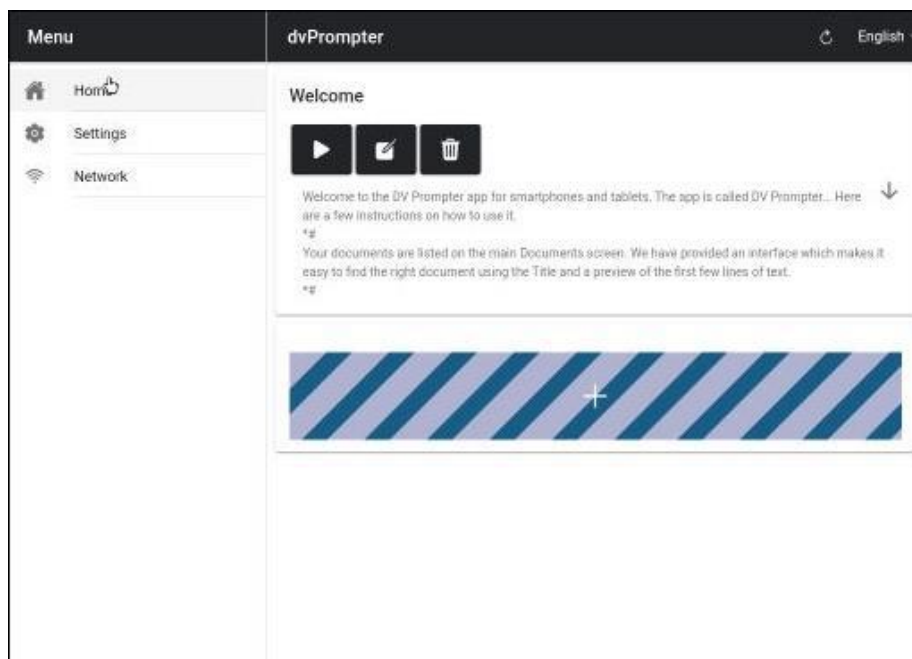 Menu
dvPrompter
English
Home
Settings
Network
Welcome
Welcome to the DV Prompter app for smartphones and tablets. The app is called DV Prompter... Here
are a few instructions on how to use it.
*#
Your documents are listed on the main Documents screen. We have provided an interface which makes it
easy to find the right document using the Title and a preview of the first few lines of text.
*#